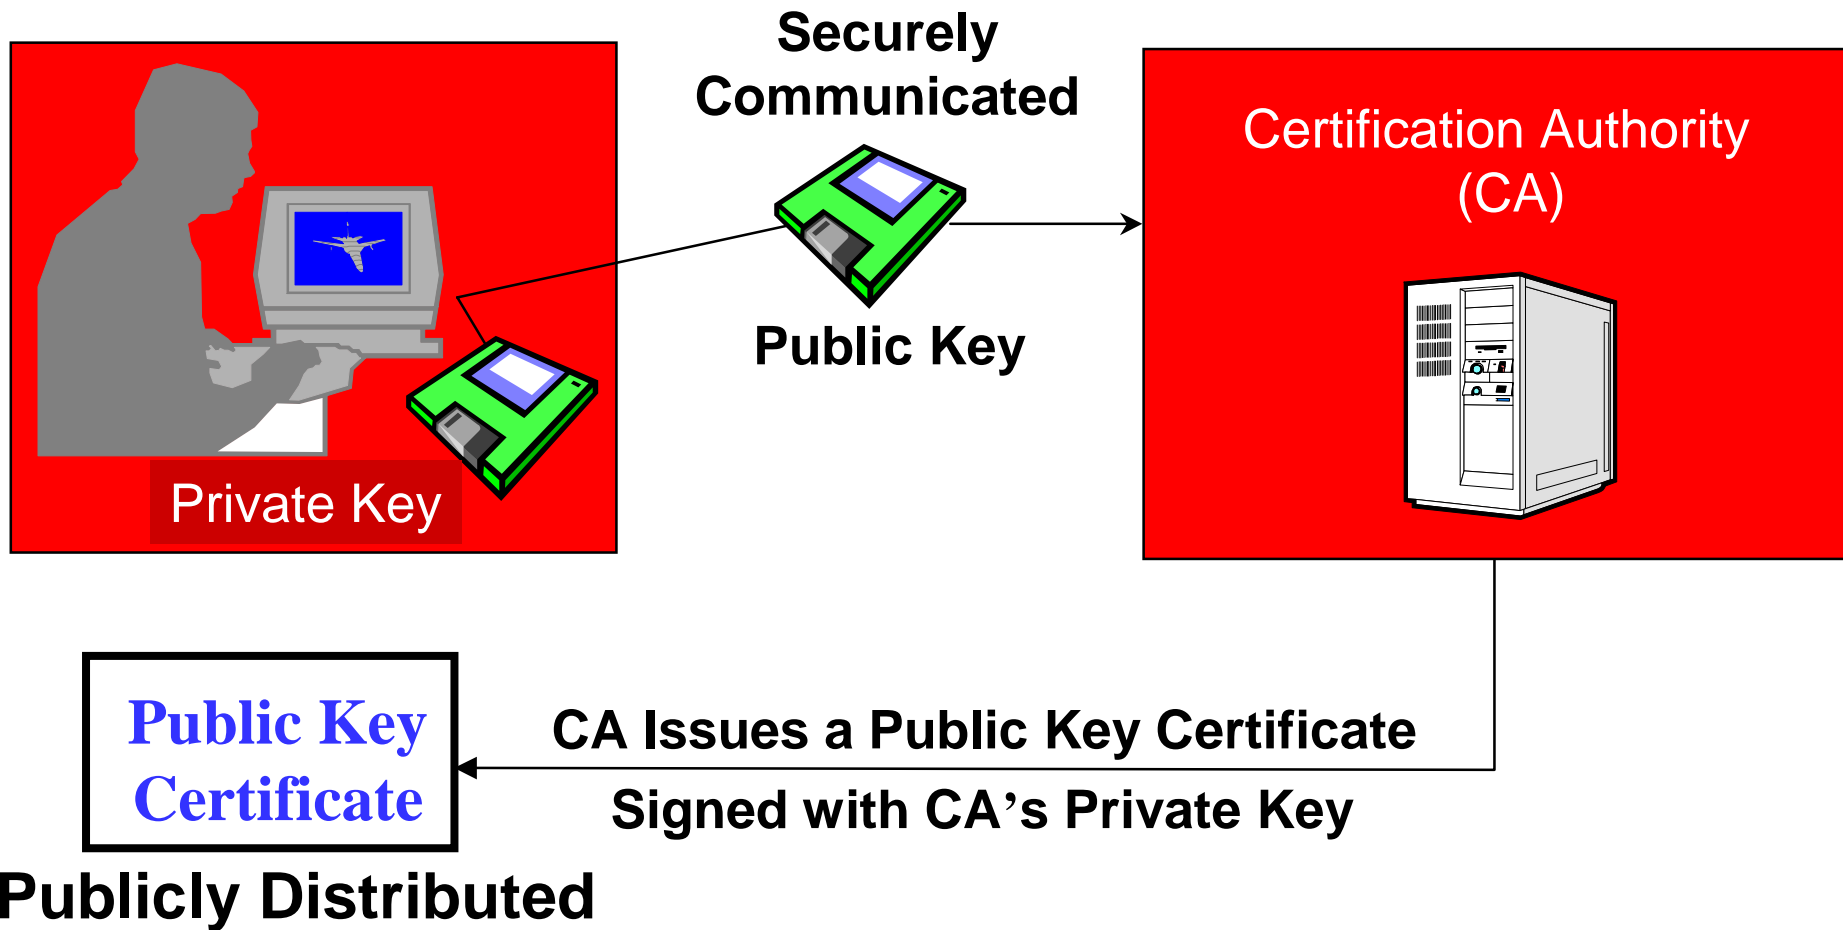 Securely
Communicated
Certification Authority
(CA)
Public Key
Private Key
Public Key
Certificate
CA Issues a Public Key Certificate
Signed with CA’s Private Key
Publicly Distributed